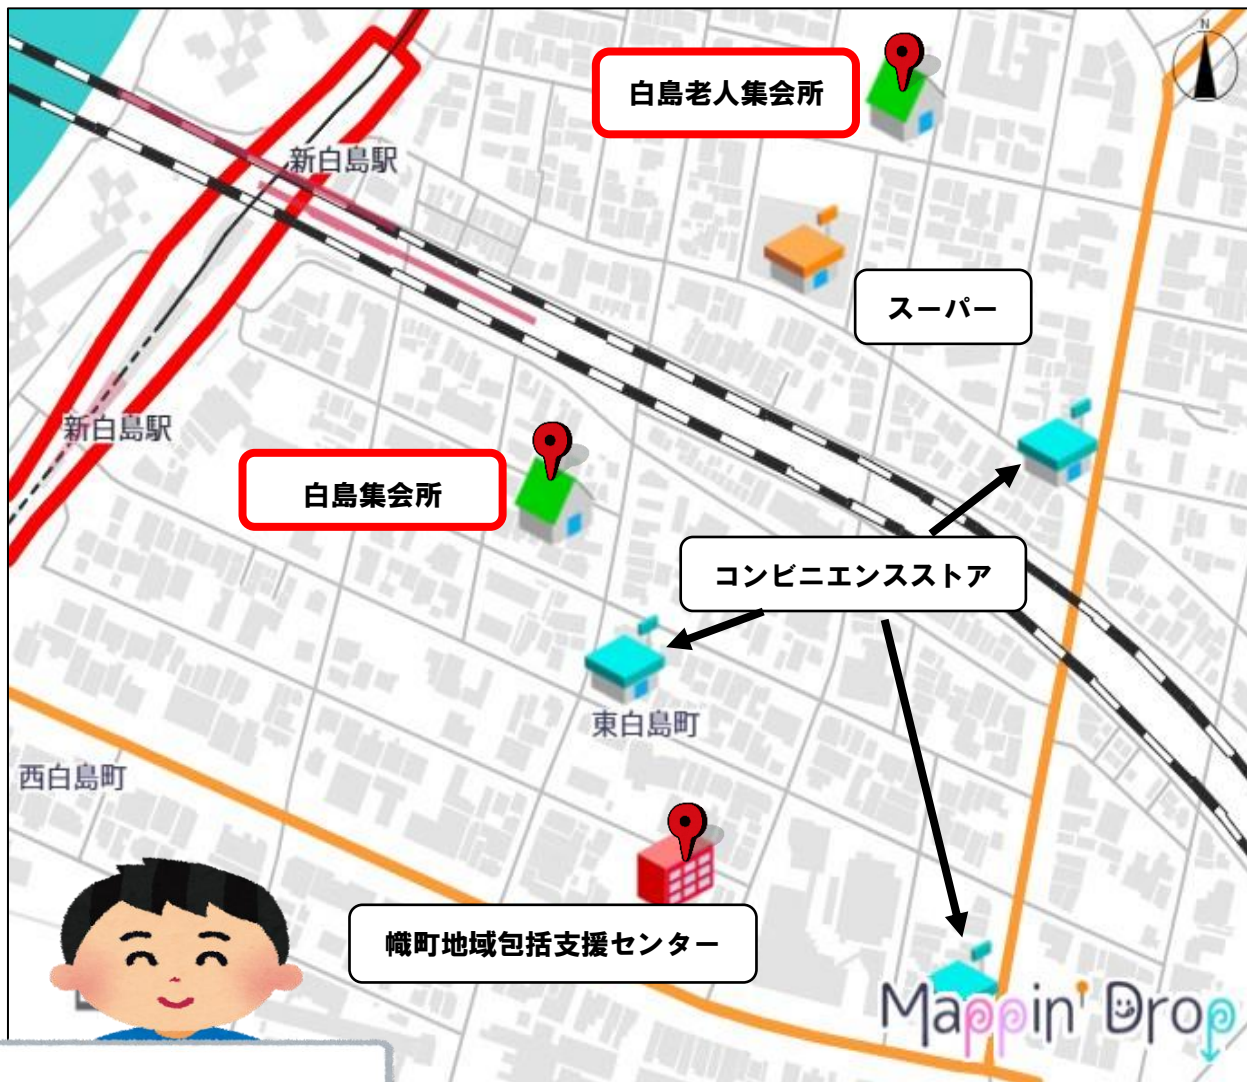 N
白島老人集会所
新白島駅
スーパー
新白島駅
白島集会所
コンビニエンスストア
東白島町
西白島町
幟町地域包括支援センター
Mappin' Drop